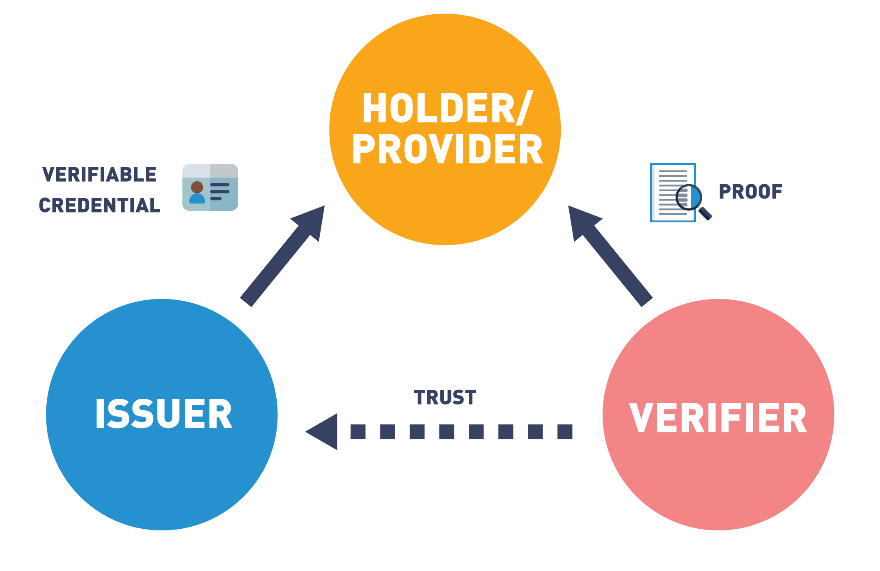 HOLDER/
PROVIDER
VERIFIABLE
CREDENTIAL
PROOF
TRUST
ISSUER
VERIFIER